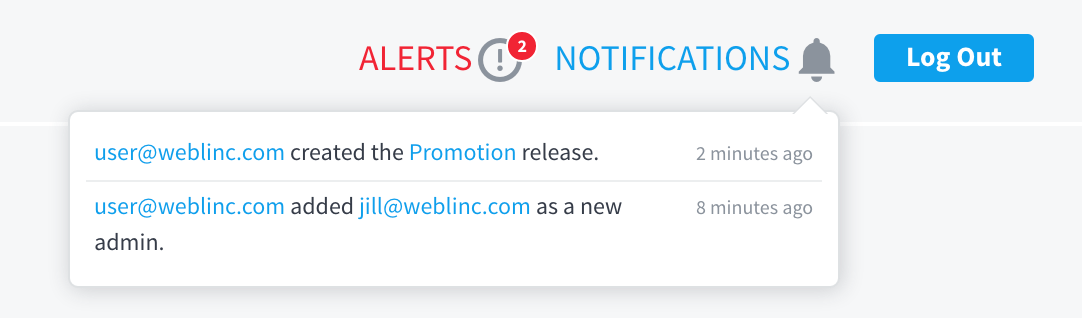 ALERTS ! 2 NOTIFICATIONS Log Out
user@weblinc.com created the Promotion release. 2 minutes ago
user@weblinc.com added jill@weblinc.com as a new 8 minutes ago
admin.